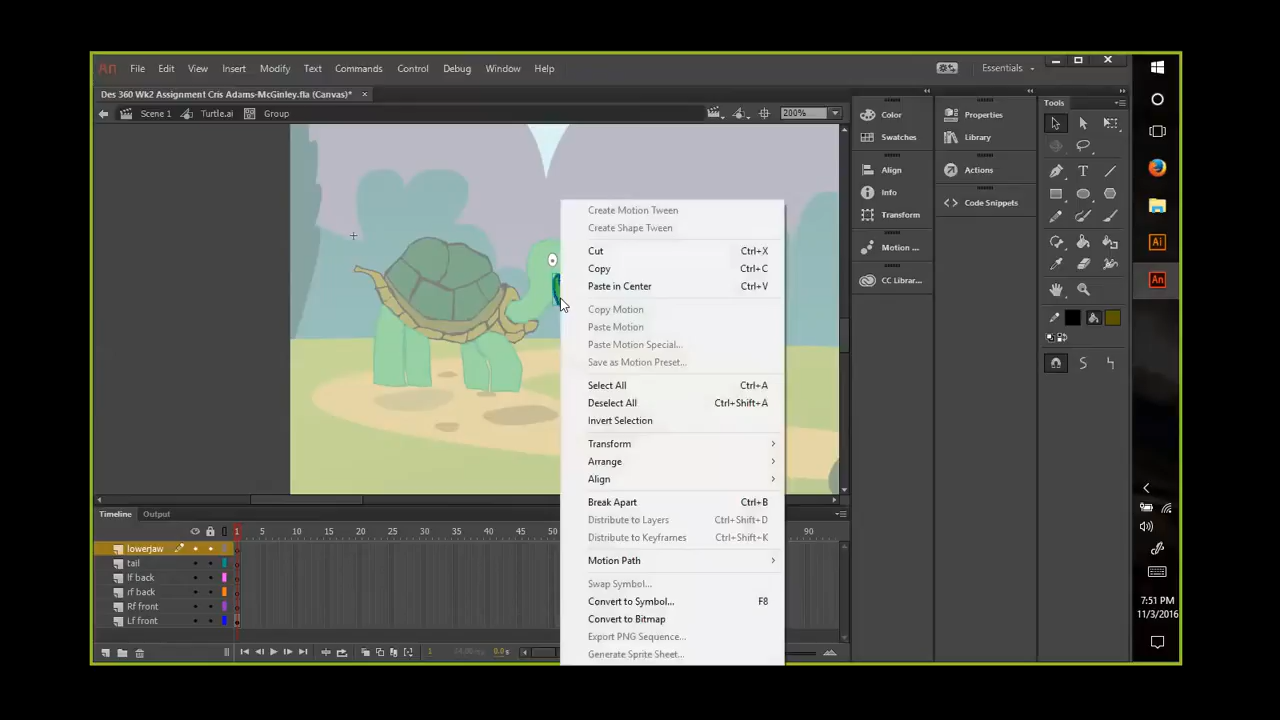 An File Edit View Insert Modify Text Commands Control Debug Window Help Essentials
Des 360 Wk2 Assignment Cris Adams-McGinley.fla (Canvas)* ×
Scene 1 Turtle.ai Group 200%
Color
Swatches
Align
Info
Transform
Motion ...
CC Librar...
Properties
Library
Actions
Code Snippets
Tools
T
Create Motion Tween
Create Shape Tween
Cut Ctrl+X
Copy Ctrl+C
Paste in Center Ctrl+V
Copy Motion
Paste Motion
Paste Motion Special...
Save as Motion Preset...
Select All Ctrl+A
Deselect All Ctrl+Shift+A
Invert Selection
Transform
Arrange
Align
Break Apart Ctrl+B
Distribute to Layers Ctrl+Shift+D
Distribute to Keyframes Ctrl+Shift+K
Motion Path
Swap Symbol...
Convert to Symbol... F8
Convert to Bitmap
Export PNG Sequence...
Generate Sprite Sheet...
Timeline Output
1 5 10 15 20 25 30 35 40 45 50 90
lowerjaw
tail
lf back
rf back
Rf front
Lf front
1 0.0s
Ai
An
7:51 PM
11/3/2016